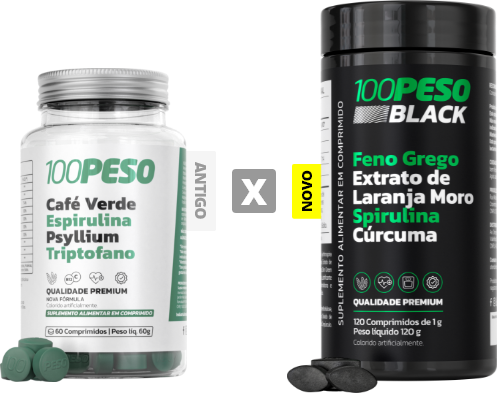 100PESO
Café Verde
Espirulina
Psyllium
Triptofano
QUALIDADE PREMIUM
NOVA FÓRMULA
Colorido artificialmente
SUPLEMENTO ALIMENTAR EM COMPRIMIDO
60 Comprimidos | Peso líq. 60g
ANTIGO
X
NOVO
100PESO
BLACK
SUPLEMENTO ALIMENTAR EM COMPRIMIDO
Feno Grego
Extrato de
Laranja Moro
Spirulina
Cúrcuma
QUALIDADE PREMIUM
120 Comprimidos de 1 g
Peso líquido 120 g
Colorido artificialmente.